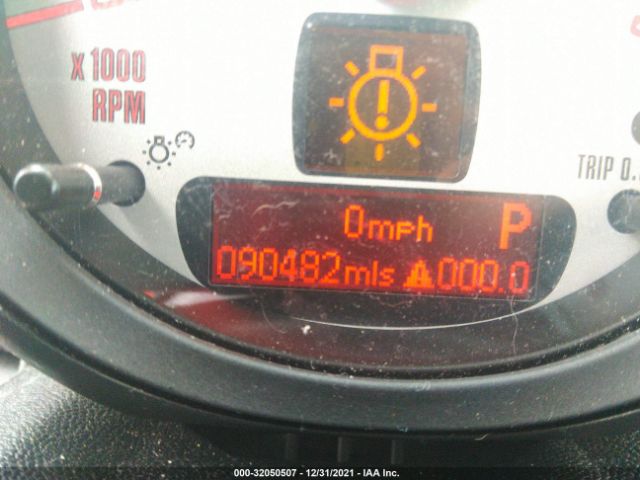 x 1000
RPM
TRIP 0.
0mph P
090482mls 000.0
000-32050507 - 12/31/2021 - IAA Inc.